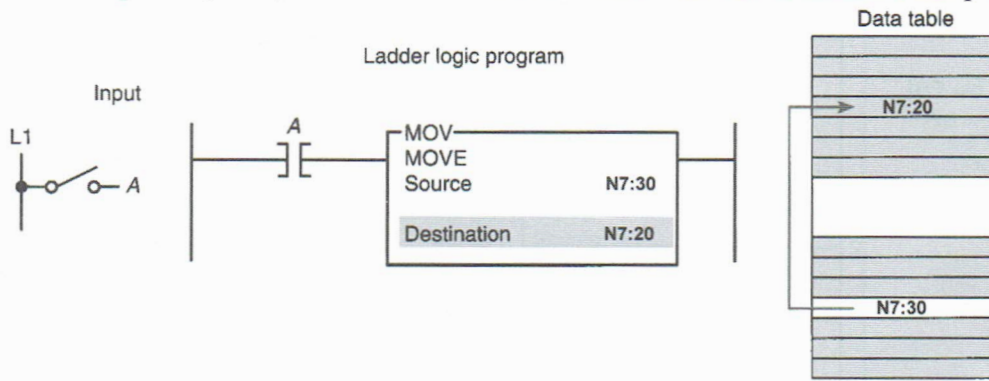 Data table
Ladder logic program
Input
L1
A
A
MOV
MOVE
Source N7:30
Destination N7:20
N7:20
N7:30